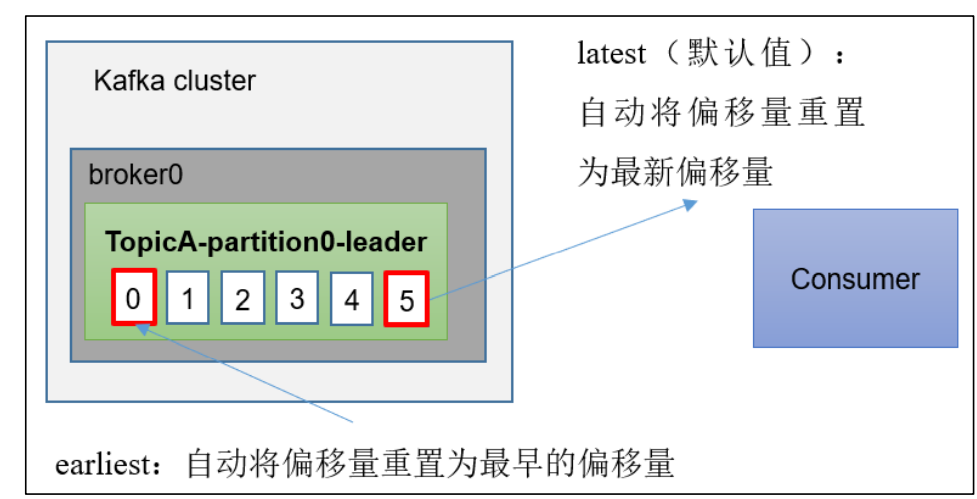 Kafka cluster
broker0
TopicA-partition0-leader
0 1 2 3 4 5
latest（默认值）：
自动将偏移量重置
为最新偏移量
Consumer
earliest：自动将偏移量重置为最早的偏移量